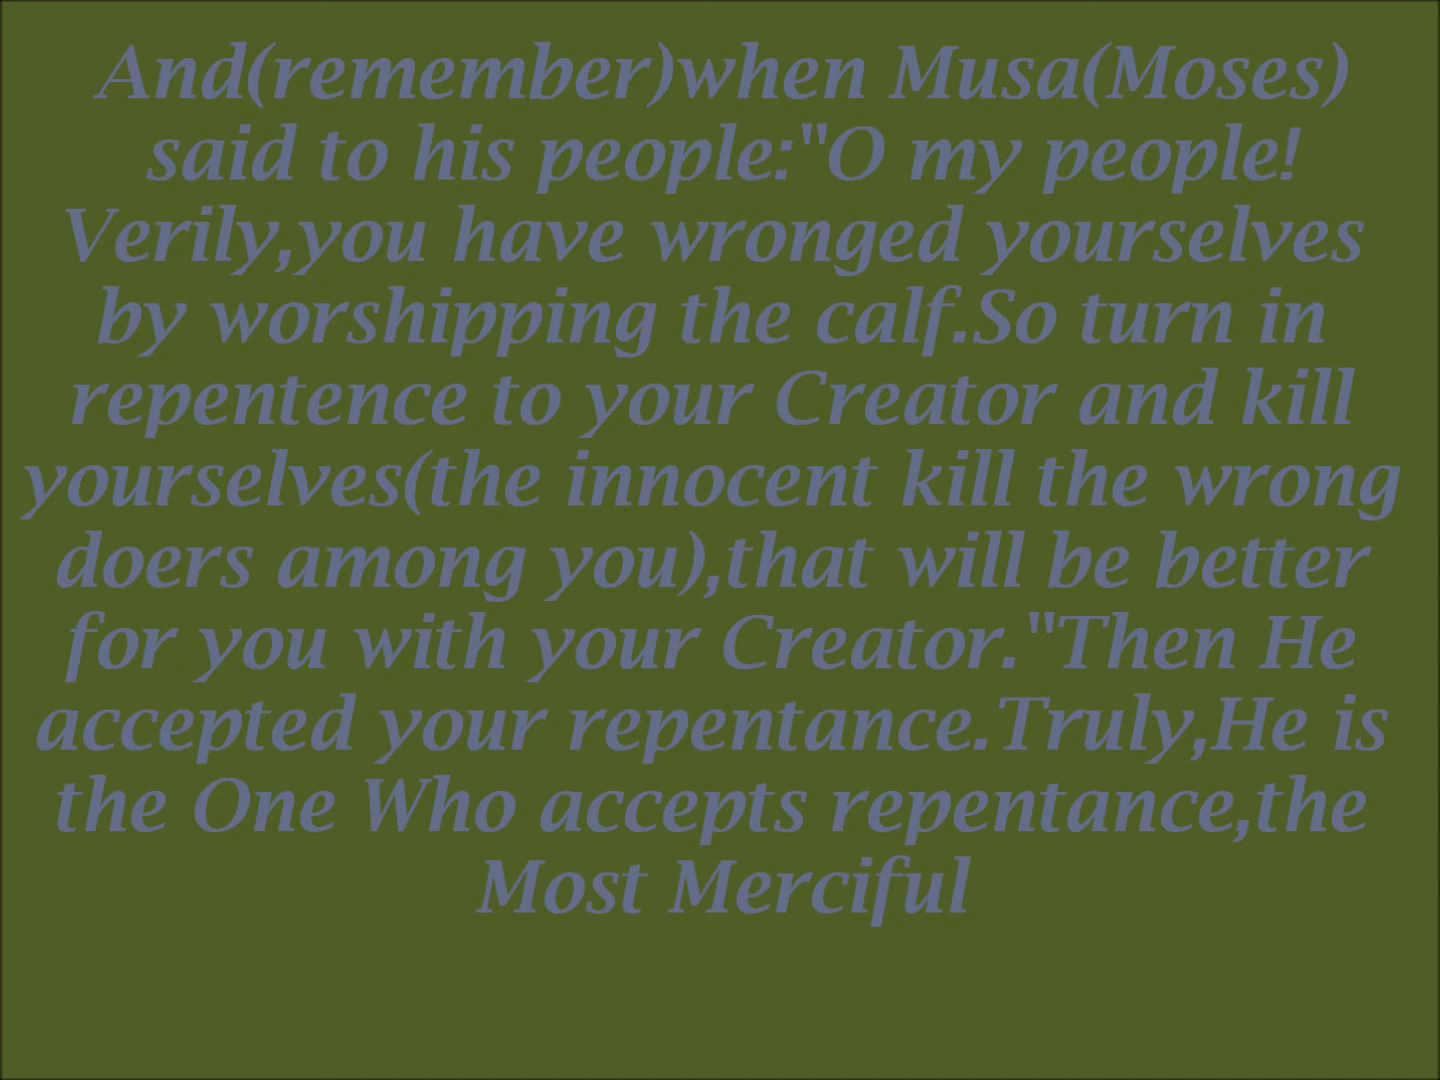 And(remember)when Musa(Moses)
said to his people:"O my people!
Verily,you have wronged yourselves
by worshipping the calf.So turn in
repentence to your Creator and kill
yourselves(the innocent kill the wrong
doers among you),that will be better
for you with your Creator."Then He
accepted your repentance.Truly,He is
the One Who accepts repentance,the
Most Merciful